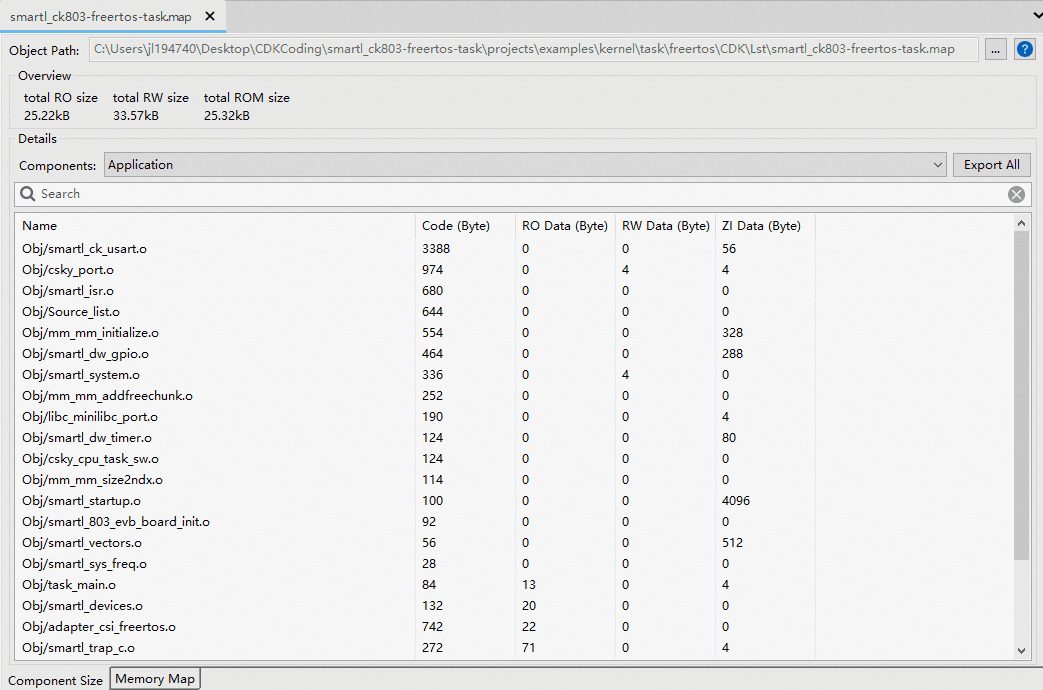 smartl_ck803-freertos-task.map
Object Path: C:\Users\jl194740\Desktop\CDKCoding\smartl_ck803-freertos-task\projects\examples\kernel\task\freertos\CDK\Lst\smartl_ck803-freertos-task.map ... ?
Overview
total RO size total RW size total ROM size
25.22kB 33.57kB 25.32kB
Details
Components: Application Export All
Search
Name Code (Byte) RO Data (Byte) RW Data (Byte) ZI Data (Byte)
Obj/smartl_ck_usart.o 3388 0 0 56
Obj/csky_port.o 974 0 4 4
Obj/smartl_isr.o 680 0 0 0
Obj/Source_list.o 644 0 0 0
Obj/mm_mm_initialize.o 554 0 0 328
Obj/smartl_dw_gpio.o 464 0 0 288
Obj/smartl_system.o 336 0 4 0
Obj/mm_mm_addfreechunk.o 252 0 0 0
Obj/libc_minilibc_port.o 190 0 0 4
Obj/smartl_dw_timer.o 124 0 0 80
Obj/csky_cpu_task_sw.o 124 0 0 0
Obj/mm_mm_size2ndx.o 114 0 0 0
Obj/smartl_startup.o 100 0 0 4096
Obj/smartl_803_evb_board_init.o 92 0 0 0
Obj/smartl_vectors.o 56 0 0 512
Obj/smartl_sys_freq.o 28 0 0 0
Obj/task_main.o 84 13 0 4
Obj/smartl_devices.o 132 20 0 0
Obj/adapter_csi_freertos.o 742 22 0 0
Obj/smartl_trap_c.o 272 71 0 4
Component Size Memory Map